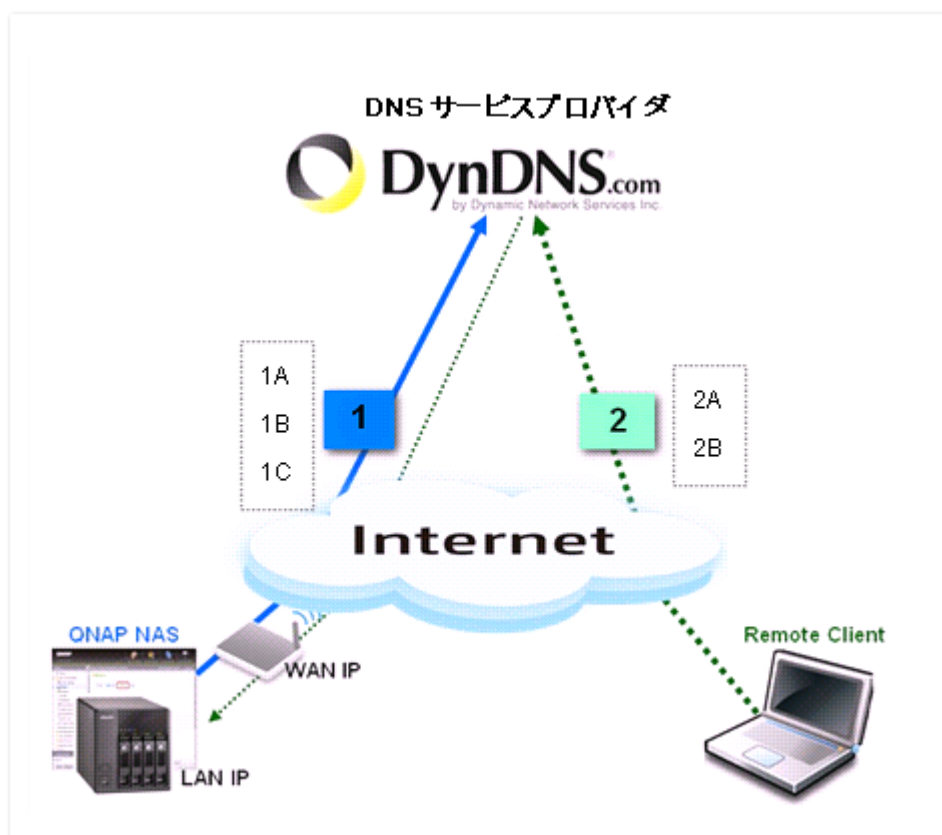 DNS サービスプロバイダ
DynDNS.com
by Dynamic Network Services Inc.
1A
1B
1C
1
2
2A
2B
Internet
QNAP NAS
WAN IP
LAN IP
Remote Client